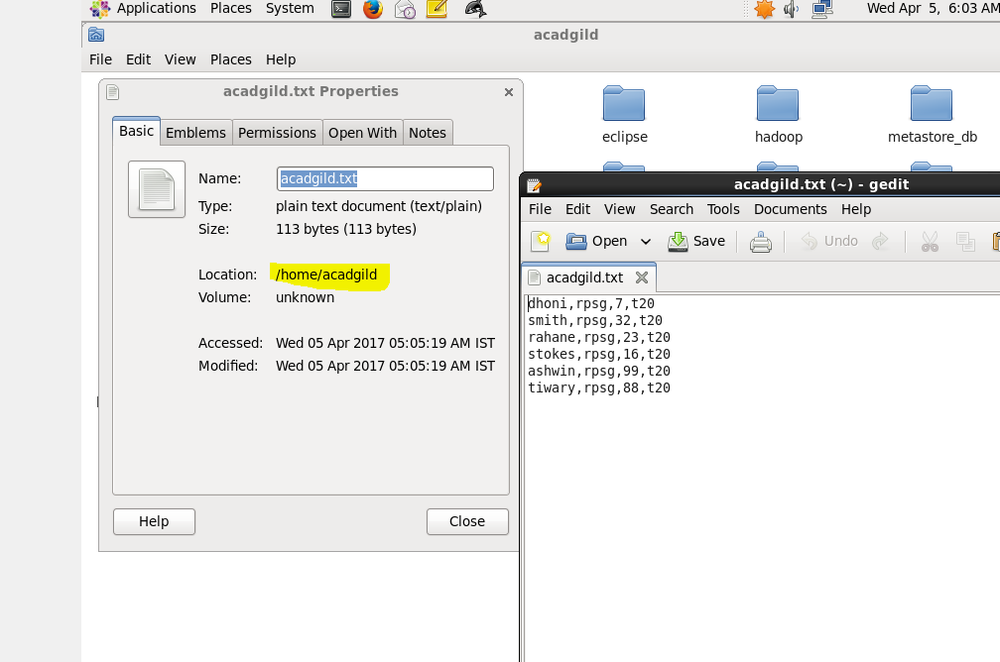 Applications Places System Wed Apr 5, 6:03 AM
acadgild
File Edit View Places Help
acadgild.txt Properties
Basic Emblems Permissions Open With Notes
Name: acadgild.txt
Type: plain text document (text/plain)
Size: 113 bytes (113 bytes)
Location: /home/acadgild
Volume: unknown
Accessed: Wed 05 Apr 2017 05:05:19 AM IST
Modified: Wed 05 Apr 2017 05:05:19 AM IST
Help Close
eclipse hadoop metastore_db
acadgild.txt (~) - gedit
File Edit View Search Tools Documents Help
Open Save Undo
acadgild.txt
dhoni,rpsg,7,t20
smith,rpsg,32,t20
rahane,rpsg,23,t20
stokes,rpsg,16,t20
ashwin,rpsg,99,t20
tiwary,rpsg,88,t20